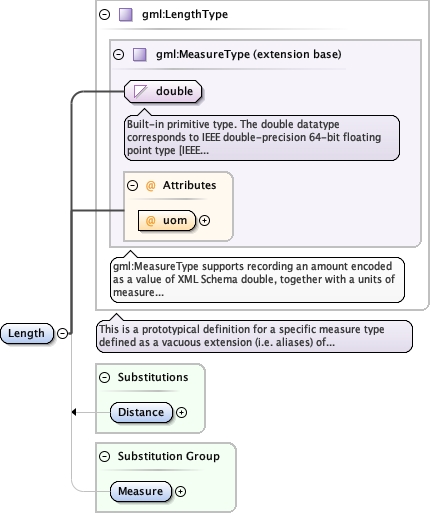 gml:LengthType
gml:MeasureType (extension base)
double
Built-in primitive type. The double datatype
corresponds to IEEE double-precision 64-bit floating
point type [IEEE...
@ Attributes
uom
gml:MeasureType supports recording an amount encoded
as a value of XML Schema double, together with a units of
measure...
Length
This is a prototypical definition for a specific measure type
defined as a vacuous extension (i.e. aliases) of...
Substitutions
Distance
Substitution Group
Measure